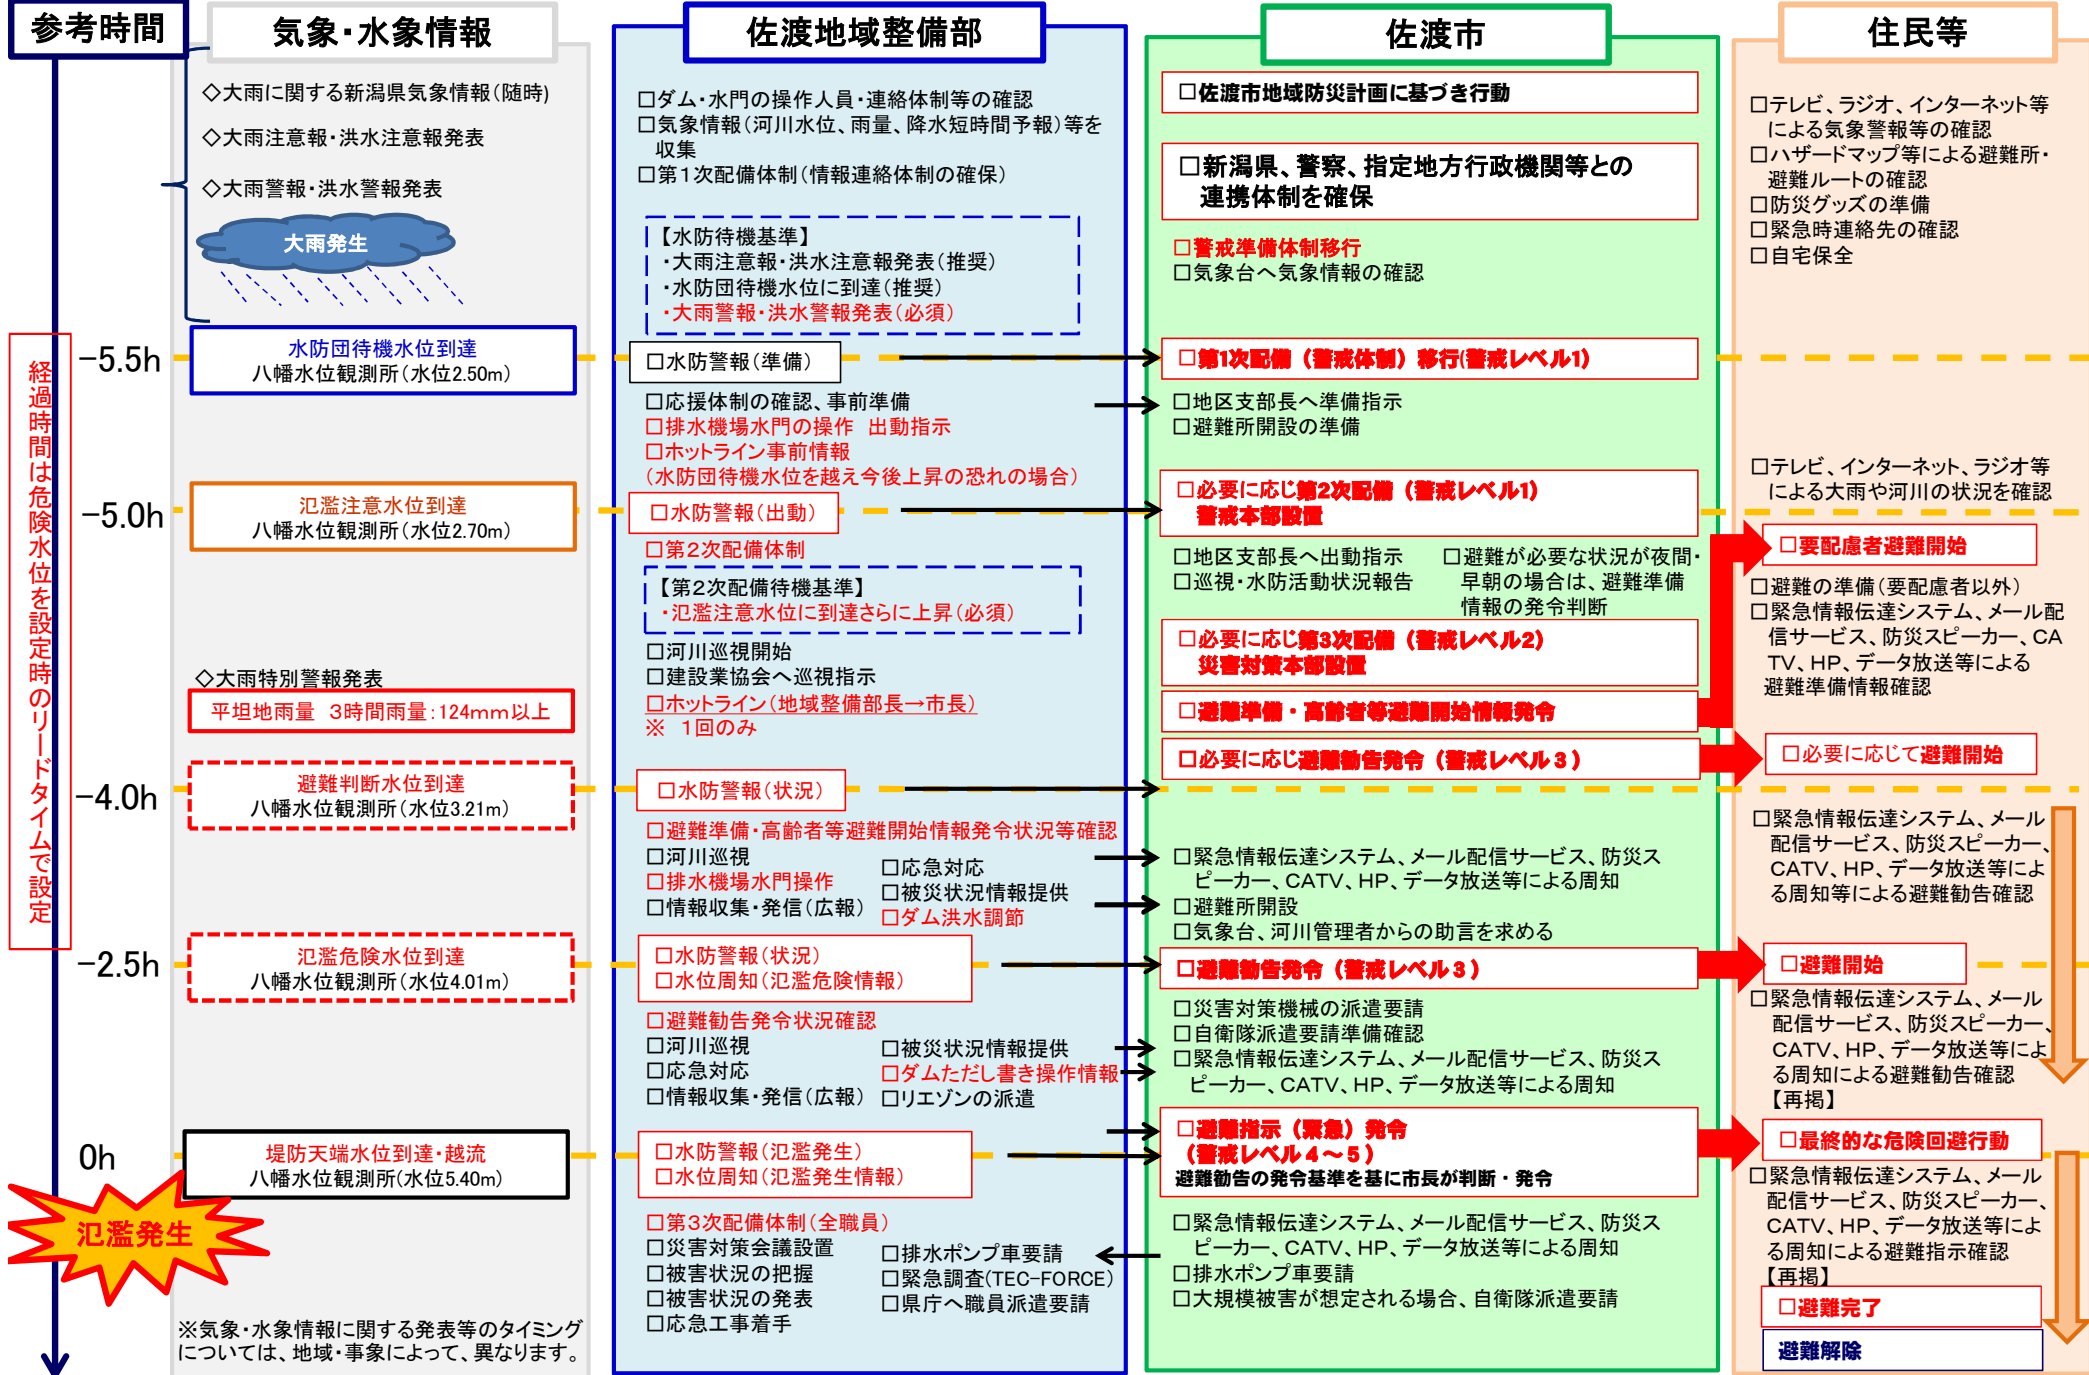 参考時間
経過時間は危険水位を設定時のリードタイムで設定
−5.5h
−5.0h
−4.0h
−2.5h
0h
氾濫発生
気象・水象情報
◇大雨に関する新潟県気象情報(随時)
◇大雨注意報・洪水注意報発表
◇大雨警報・洪水警報発表
大雨発生
水防団待機水位到達
八幡水位観測所(水位2.50m)
氾濫注意水位到達
八幡水位観測所(水位2.70m)
◇大雨特別警報発表
平坦地雨量 3時間雨量:124mm以上
避難判断水位到達
八幡水位観測所(水位3.21m)
氾濫危険水位到達
八幡水位観測所(水位4.01m)
堤防天端水位到達・越流
八幡水位観測所(水位5.40m)
※気象・水象情報に関する発表等のタイミング
については、地域・事象によって、異なります。
佐渡地域整備部
□ダム・水門の操作人員・連絡体制等の確認
□気象情報(河川水位、雨量、降水短時間予報)等を
収集
□第1次配備体制(情報連絡体制の確保)
【水防待機基準】
・大雨注意報・洪水注意報発表(推奨)
・水防団待機水位に到達(推奨)
・大雨警報・洪水警報発表(必須)
□水防警報(準備)
□応援体制の確認、事前準備
□排水機場水門の操作 出動指示
□ホットライン事前情報
(水防団待機水位を越え今後上昇の恐れの場合)
□水防警報(出動)
□第2次配備体制
【第2次配備待機基準】
・氾濫注意水位に到達さらに上昇(必須)
□河川巡視開始
□建設業協会へ巡視指示
□ホットライン(地域整備部長→市長)
※ 1回のみ
□水防警報(状況)
□避難準備・高齢者等避難開始情報発令状況等確認
□河川巡視
□排水機場水門操作
□情報収集・発信(広報)
□応急対応
□被災状況情報提供
□ダム洪水調節
□水防警報(状況)
□水位周知(氾濫危険情報)
□避難勧告発令状況確認
□河川巡視
□応急対応
□情報収集・発信(広報)
□被災状況情報提供
□ダムただし書き操作情報
□リエゾンの派遣
□水防警報(氾濫発生)
□水位周知(氾濫発生情報)
□第3次配備体制(全職員)
□災害対策会議設置
□被害状況の把握
□被害状況の発表
□応急工事着手
□排水ポンプ車要請
□緊急調査(TEC-FORCE)
□県庁へ職員派遣要請
佐渡市
□佐渡市地域防災計画に基づき行動
□新潟県、警察、指定地方行政機関等との
連携体制を確保
□警戒準備体制移行
□気象台へ気象情報の確認
□第1次配備(警戒体制)移行(警戒レベル1)
□地区支部長へ準備指示
□避難所開設の準備
□必要に応じ第2次配備(警戒レベル1)
警戒本部設置
□地区支部長へ出動指示
□巡視・水防活動状況報告
□避難が必要な状況が夜間・
早朝の場合は、避難準備
情報の発令判断
□必要に応じ第3次配備(警戒レベル2)
災害対策本部設置
□避難準備・高齢者等避難開始情報発令
□必要に応じ避難勧告発令(警戒レベル3)
□緊急情報伝達システム、メール配信サービス、防災ス
ピーカー、CATV、HP、データ放送等による周知
□避難所開設
□気象台、河川管理者からの助言を求める
□避難勧告発令(警戒レベル3)
□災害対策機械の派遣要請
□自衛隊派遣要請準備確認
□緊急情報伝達システム、メール配信サービス、防災ス
ピーカー、CATV、HP、データ放送等による周知
□避難指示(緊急)発令
(警戒レベル4～5)
避難勧告の発令基準を基に市長が判断・発令
□緊急情報伝達システム、メール配信サービス、防災ス
ピーカー、CATV、HP、データ放送等による周知
□排水ポンプ車要請
□大規模被害が想定される場合、自衛隊派遣要請
住民等
□テレビ、ラジオ、インターネット等
による気象警報等の確認
□ハザードマップ等による避難所・
避難ルートの確認
□防災グッズの準備
□緊急時連絡先の確認
□自宅保全
□テレビ、インターネット、ラジオ等
による大雨や河川の状況を確認
□要配慮者避難開始
□避難の準備(要配慮者以外)
□緊急情報伝達システム、メール配
信サービス、防災スピーカー、CA
TV、HP、データ放送等による
避難準備情報確認
□必要に応じて避難開始
□緊急情報伝達システム、メール
配信サービス、防災スピーカー、
CATV、HP、データ放送等によ
る周知等による避難勧告確認
□避難開始
□緊急情報伝達システム、メール
配信サービス、防災スピーカー、
CATV、HP、データ放送等によ
る周知による避難勧告確認
【再掲】
□最終的な危険回避行動
□緊急情報伝達システム、メール
配信サービス、防災スピーカー、
CATV、HP、データ放送等によ
る周知による避難指示確認
【再掲】
□避難完了
避難解除